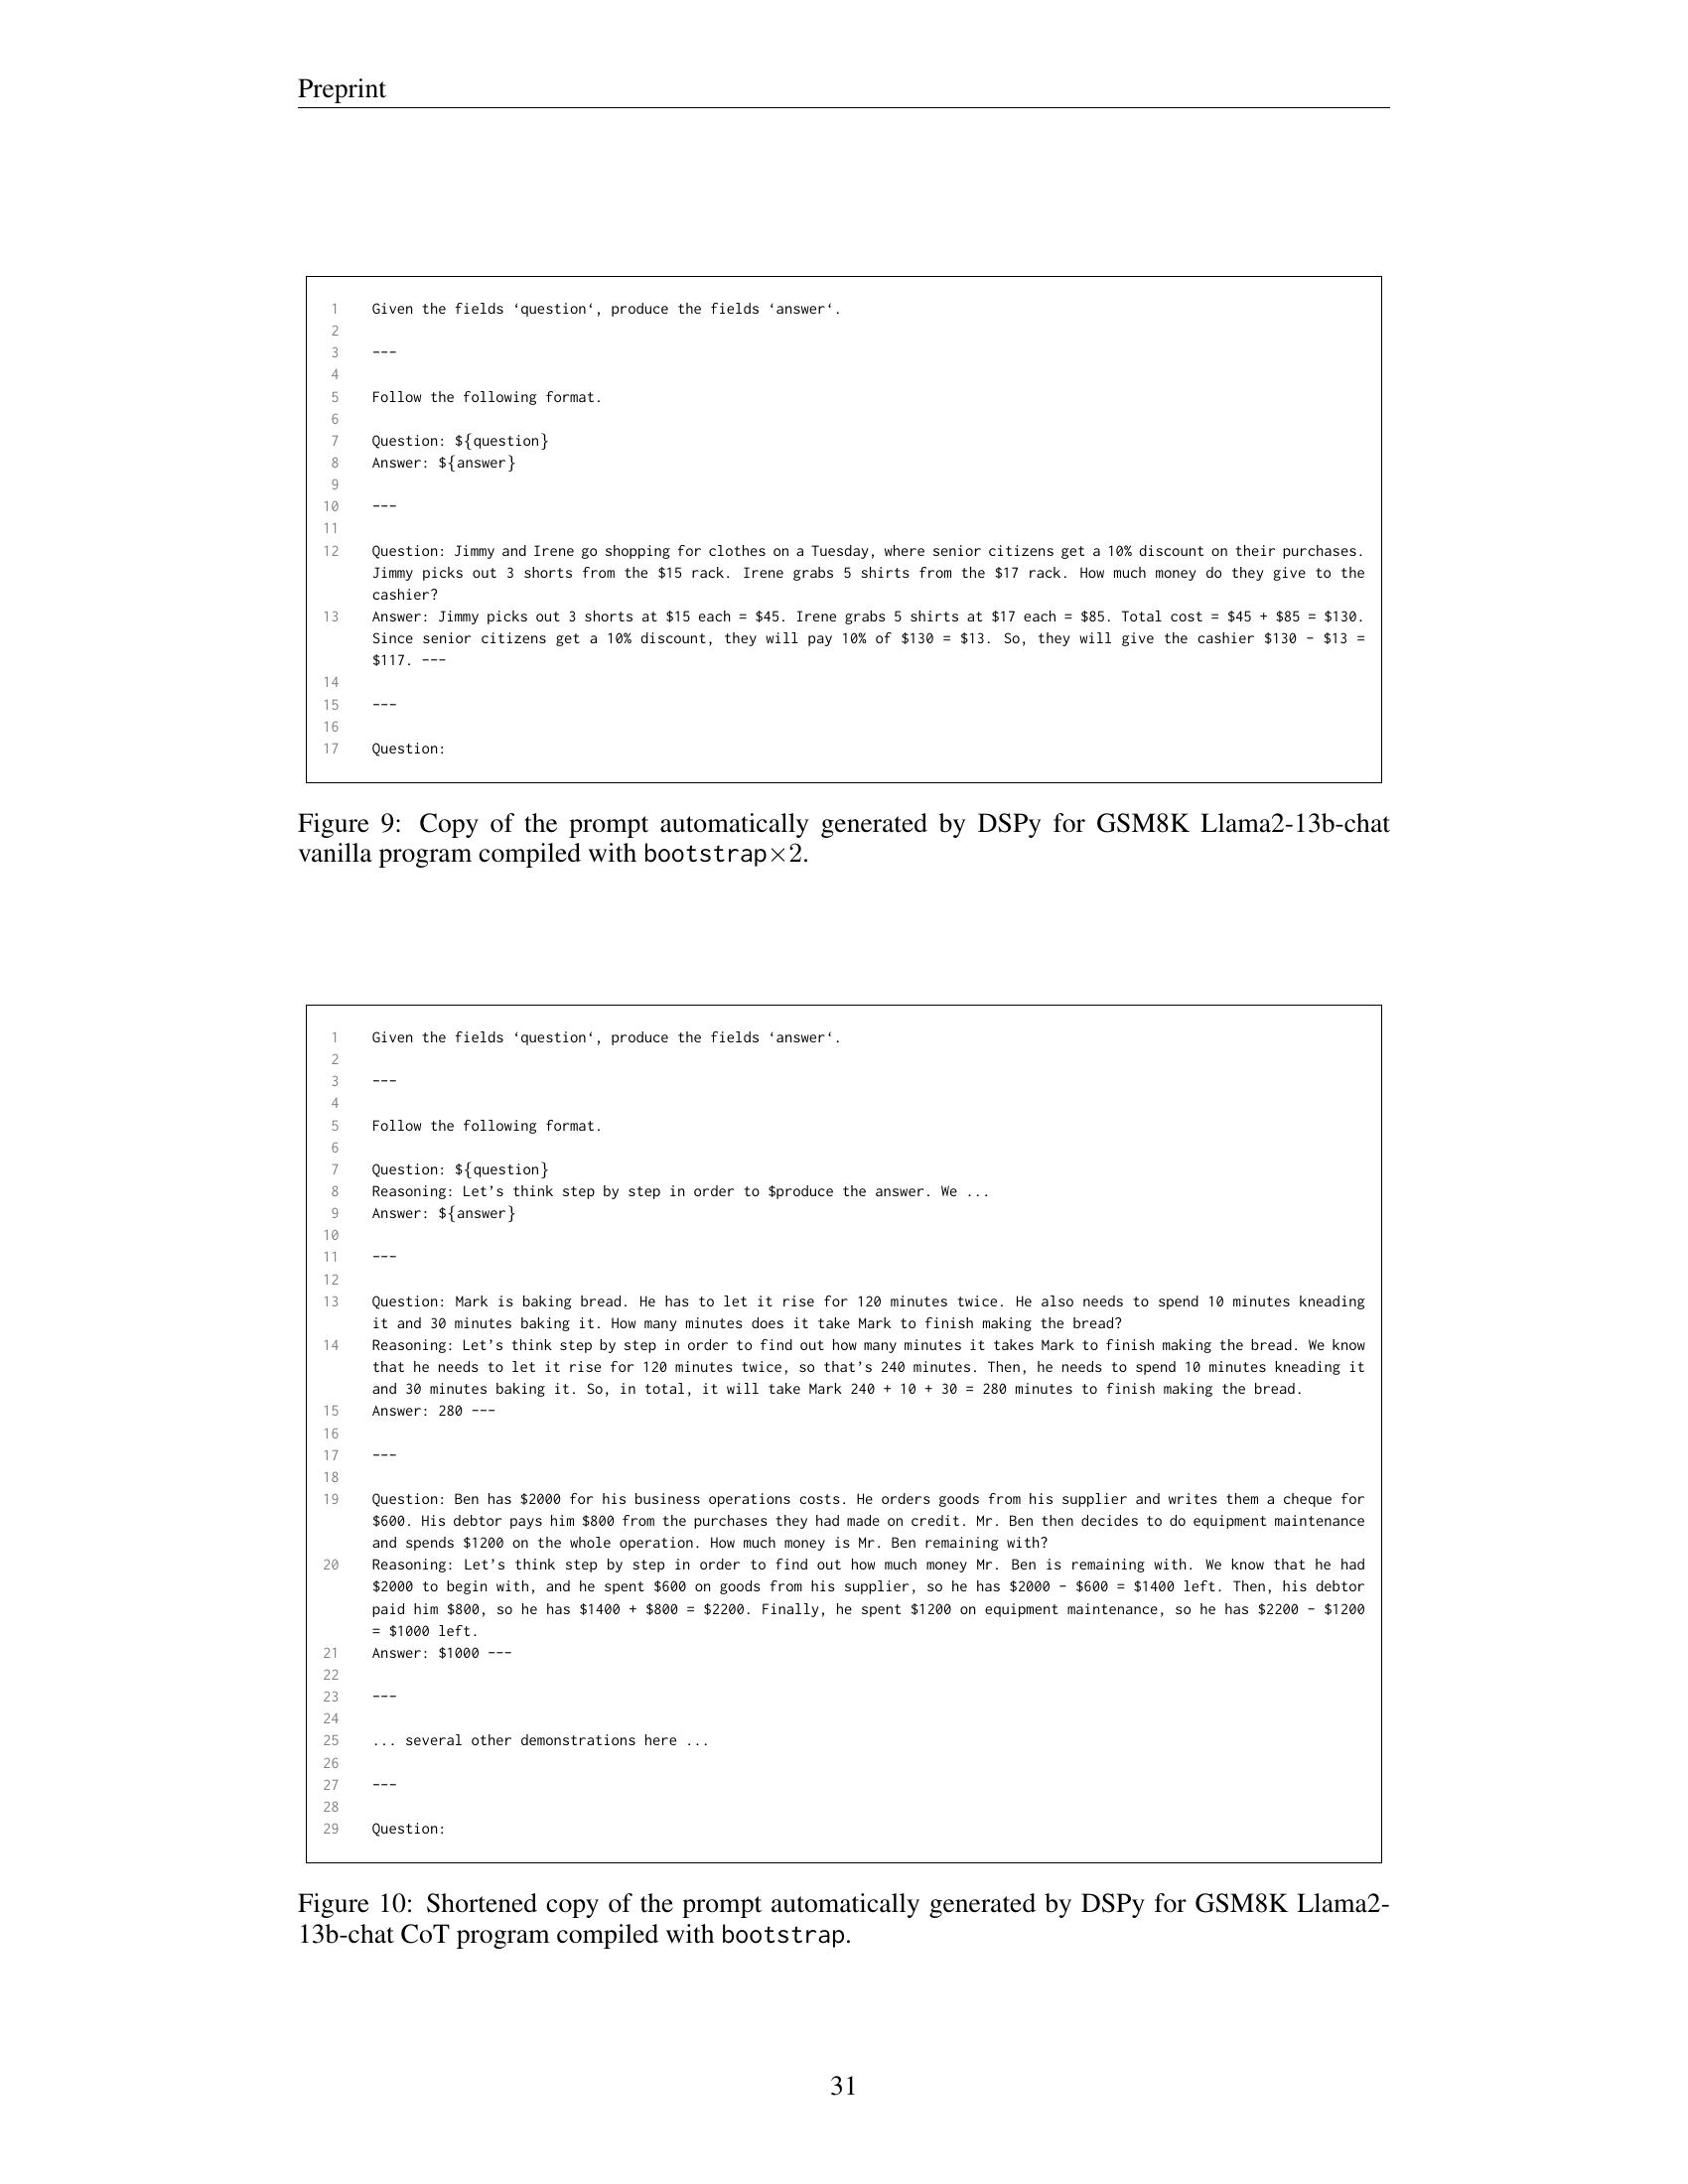 Preprint
1 Given the fields ‘question‘, produce the fields ‘answer‘.
2
3 ---
4
5 Follow the following format.
6
7 Question: ${question}
8 Answer: ${answer}
9
10 ---
11
12 Question: Jimmy and Irene go shopping for clothes on a Tuesday, where senior citizens get a 10% discount on their purchases.
Jimmy picks out 3 shorts from the $15 rack. Irene grabs 5 shirts from the $17 rack. How much money do they give to the
cashier?
13 Answer: Jimmy picks out 3 shorts at $15 each = $45. Irene grabs 5 shirts at $17 each = $85. Total cost = $45 + $85 = $130.
Since senior citizens get a 10% discount, they will pay 10% of $130 = $13. So, they will give the cashier $130 - $13 =
$117. ---
14
15 ---
16
17 Question:
Figure 9: Copy of the prompt automatically generated by DSPy for GSM8K Llama2-13b-chat
vanilla program compiled with bootstrap×2.
1 Given the fields ‘question‘, produce the fields ‘answer‘.
2
3 ---
4
5 Follow the following format.
6
7 Question: ${question}
8 Reasoning: Let’s think step by step in order to $produce the answer. We ...
9 Answer: ${answer}
10
11 ---
12
13 Question: Mark is baking bread. He has to let it rise for 120 minutes twice. He also needs to spend 10 minutes kneading
it and 30 minutes baking it. How many minutes does it take Mark to finish making the bread?
14 Reasoning: Let’s think step by step in order to find out how many minutes it takes Mark to finish making the bread. We know
that he needs to let it rise for 120 minutes twice, so that’s 240 minutes. Then, he needs to spend 10 minutes kneading it
and 30 minutes baking it. So, in total, it will take Mark 240 + 10 + 30 = 280 minutes to finish making the bread.
15 Answer: 280 ---
16
17 ---
18
19 Question: Ben has $2000 for his business operations costs. He orders goods from his supplier and writes them a cheque for
$600. His debtor pays him $800 from the purchases they had made on credit. Mr. Ben then decides to do equipment maintenance
and spends $1200 on the whole operation. How much money is Mr. Ben remaining with?
20 Reasoning: Let’s think step by step in order to find out how much money Mr. Ben is remaining with. We know that he had
$2000 to begin with, and he spent $600 on goods from his supplier, so he has $2000 - $600 = $1400 left. Then, his debtor
paid him $800, so he has $1400 + $800 = $2200. Finally, he spent $1200 on equipment maintenance, so he has $2200 - $1200
= $1000 left.
21 Answer: $1000 ---
22
23 ---
24
25 ... several other demonstrations here ...
26
27 ---
28
29 Question:
Figure 10: Shortened copy of the prompt automatically generated by DSPy for GSM8K Llama2-
13b-chat CoT program compiled with bootstrap.
31